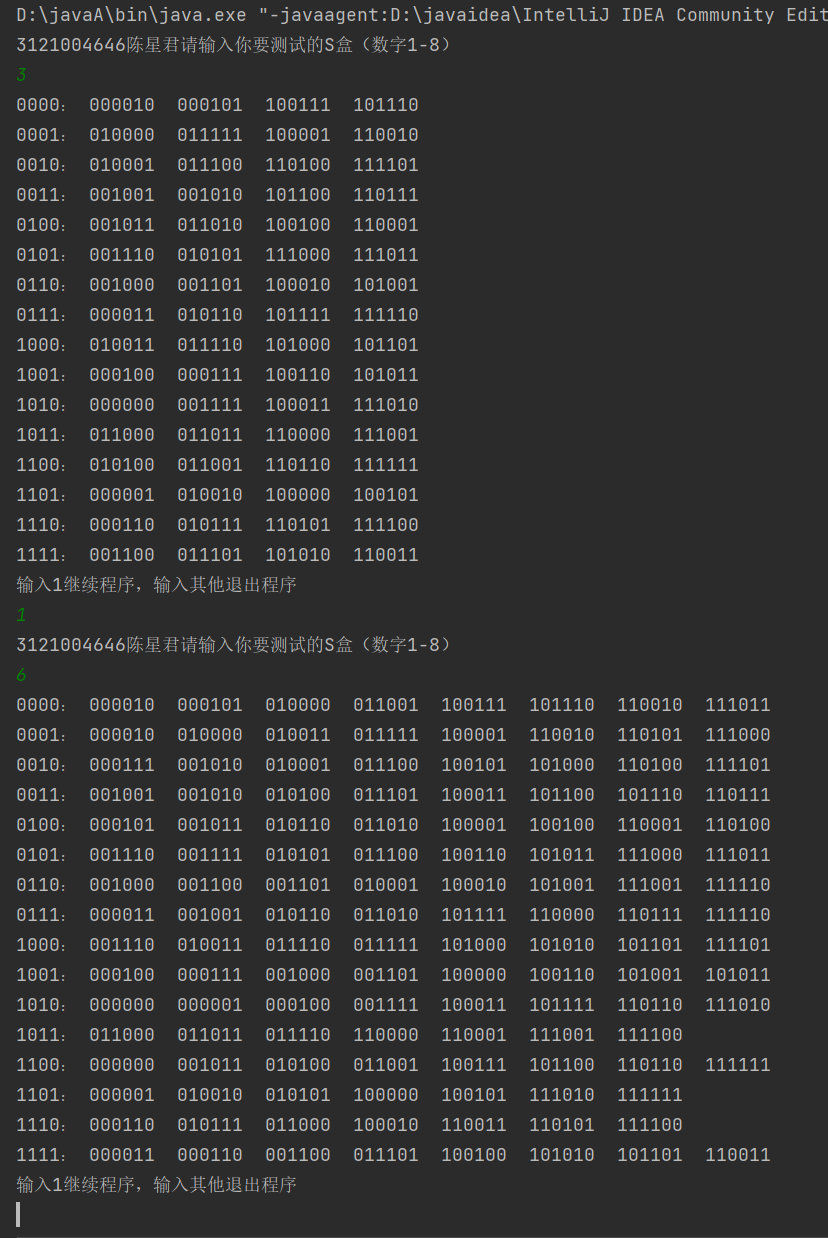 D:\javaA\bin\java.exe "-javaagent:D:\javaidea\IntelliJ IDEA Community Edit
3121004646陈星君请输入你要测试的S盒（数字1-8）
3
0000： 000010 000101 100111 101110
0001： 010000 011111 100001 110010
0010： 010001 011100 110100 111101
0011： 001001 001010 101100 110111
0100： 001011 011010 100100 110001
0101： 001110 010101 111000 111011
0110： 001000 001101 100010 101001
0111： 000011 010110 101111 111110
1000： 010011 011110 101000 101101
1001： 000100 000111 100110 101011
1010： 000000 001111 100011 111010
1011： 011000 011011 110000 111001
1100： 010100 011001 110110 111111
1101： 000001 010010 100000 100101
1110： 000110 010111 110101 111100
1111： 001100 011101 101010 110011
输入1继续程序，输入其他退出程序
1
3121004646陈星君请输入你要测试的S盒（数字1-8）
6
0000： 000010 000101 010000 011001 100111 101110 110010 111011
0001： 000010 010000 010011 011111 100001 110010 110101 111000
0010： 000111 001010 010001 011100 100101 101000 110100 111101
0011： 001001 001010 010100 011101 100011 101100 101110 110111
0100： 000101 001011 010110 011010 100001 100100 110001 110100
0101： 001110 001111 010101 011100 100110 101011 111000 111011
0110： 001000 001100 001101 010001 100010 101001 111001 111110
0111： 000011 001001 010110 011010 101111 110000 110111 111110
1000： 001110 010011 011110 011111 101000 101010 101101 111101
1001： 000100 000111 001000 001101 100000 100110 101001 101011
1010： 000000 000001 000100 001111 100011 101111 110110 111010
1011： 011000 011011 011110 110000 110001 111001 111100
1100： 000000 001011 010100 011001 100111 101100 110110 111111
1101： 000001 010010 010101 100000 100101 111010 111111
1110： 000110 010111 011000 100010 110011 110101 111100
1111： 000011 000110 001100 011101 100100 101010 101101 110011
输入1继续程序，输入其他退出程序